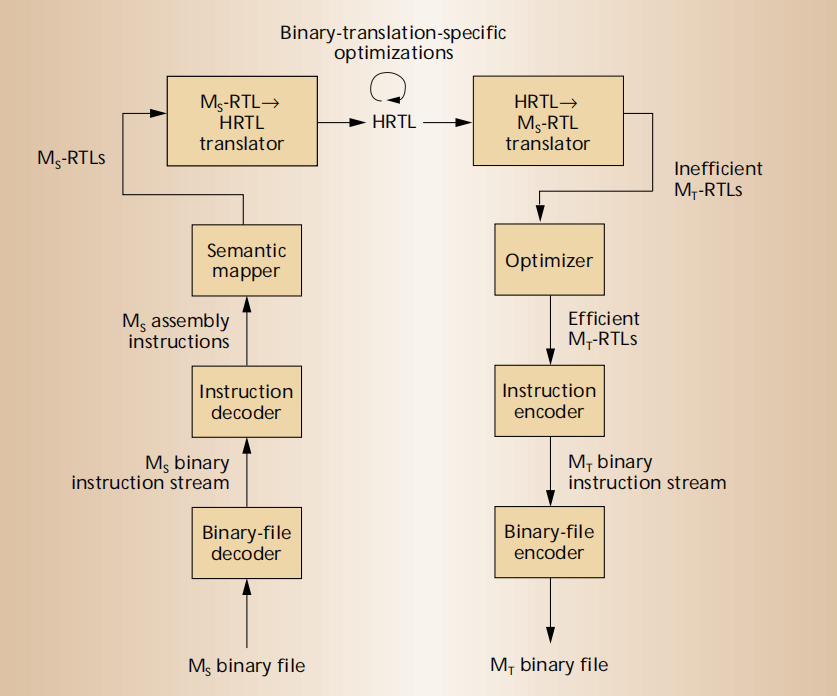 Binary-translation-specific
optimizations
M_S-RTL→
HRTL
translator
HRTL
HRTL→
M_S-RTL
translator
M_S-RTLs
Inefficient
M_T-RTLs
Semantic
mapper
Optimizer
M_S assembly
instructions
Efficient
M_T-RTLs
Instruction
decoder
Instruction
encoder
M_S binary
instruction stream
M_T binary
instruction stream
Binary-file
decoder
Binary-file
encoder
M_S binary file
M_T binary file